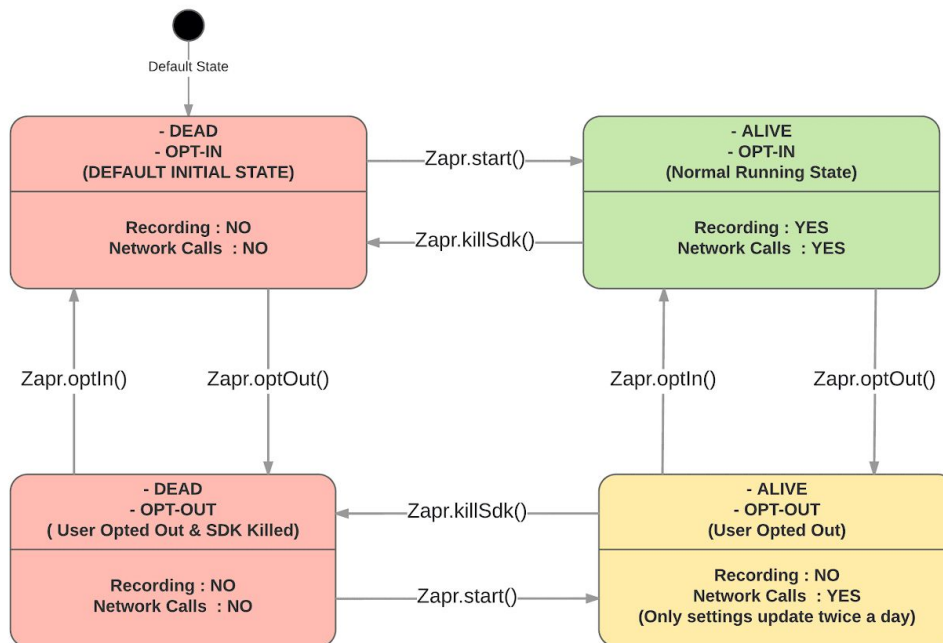 Default State
- DEAD
- OPT-IN
(DEFAULT INITIAL STATE)
Recording : NO
Network Calls  : NO
Zapr.start()
Zapr.killSdk()
- ALIVE
- OPT-IN
(Normal Running State)
Recording : YES
Network Calls  : YES
Zapr.optIn()
Zapr.optOut()
Zapr.optIn()
Zapr.optOut()
- DEAD
- OPT-OUT
( User Opted Out & SDK Killed)
Recording : NO
Network Calls  : NO
Zapr.killSdk()
Zapr.start()
- ALIVE
- OPT-OUT
(User Opted Out)
Recording : NO
Network Calls  : YES
(Only settings update twice a day)